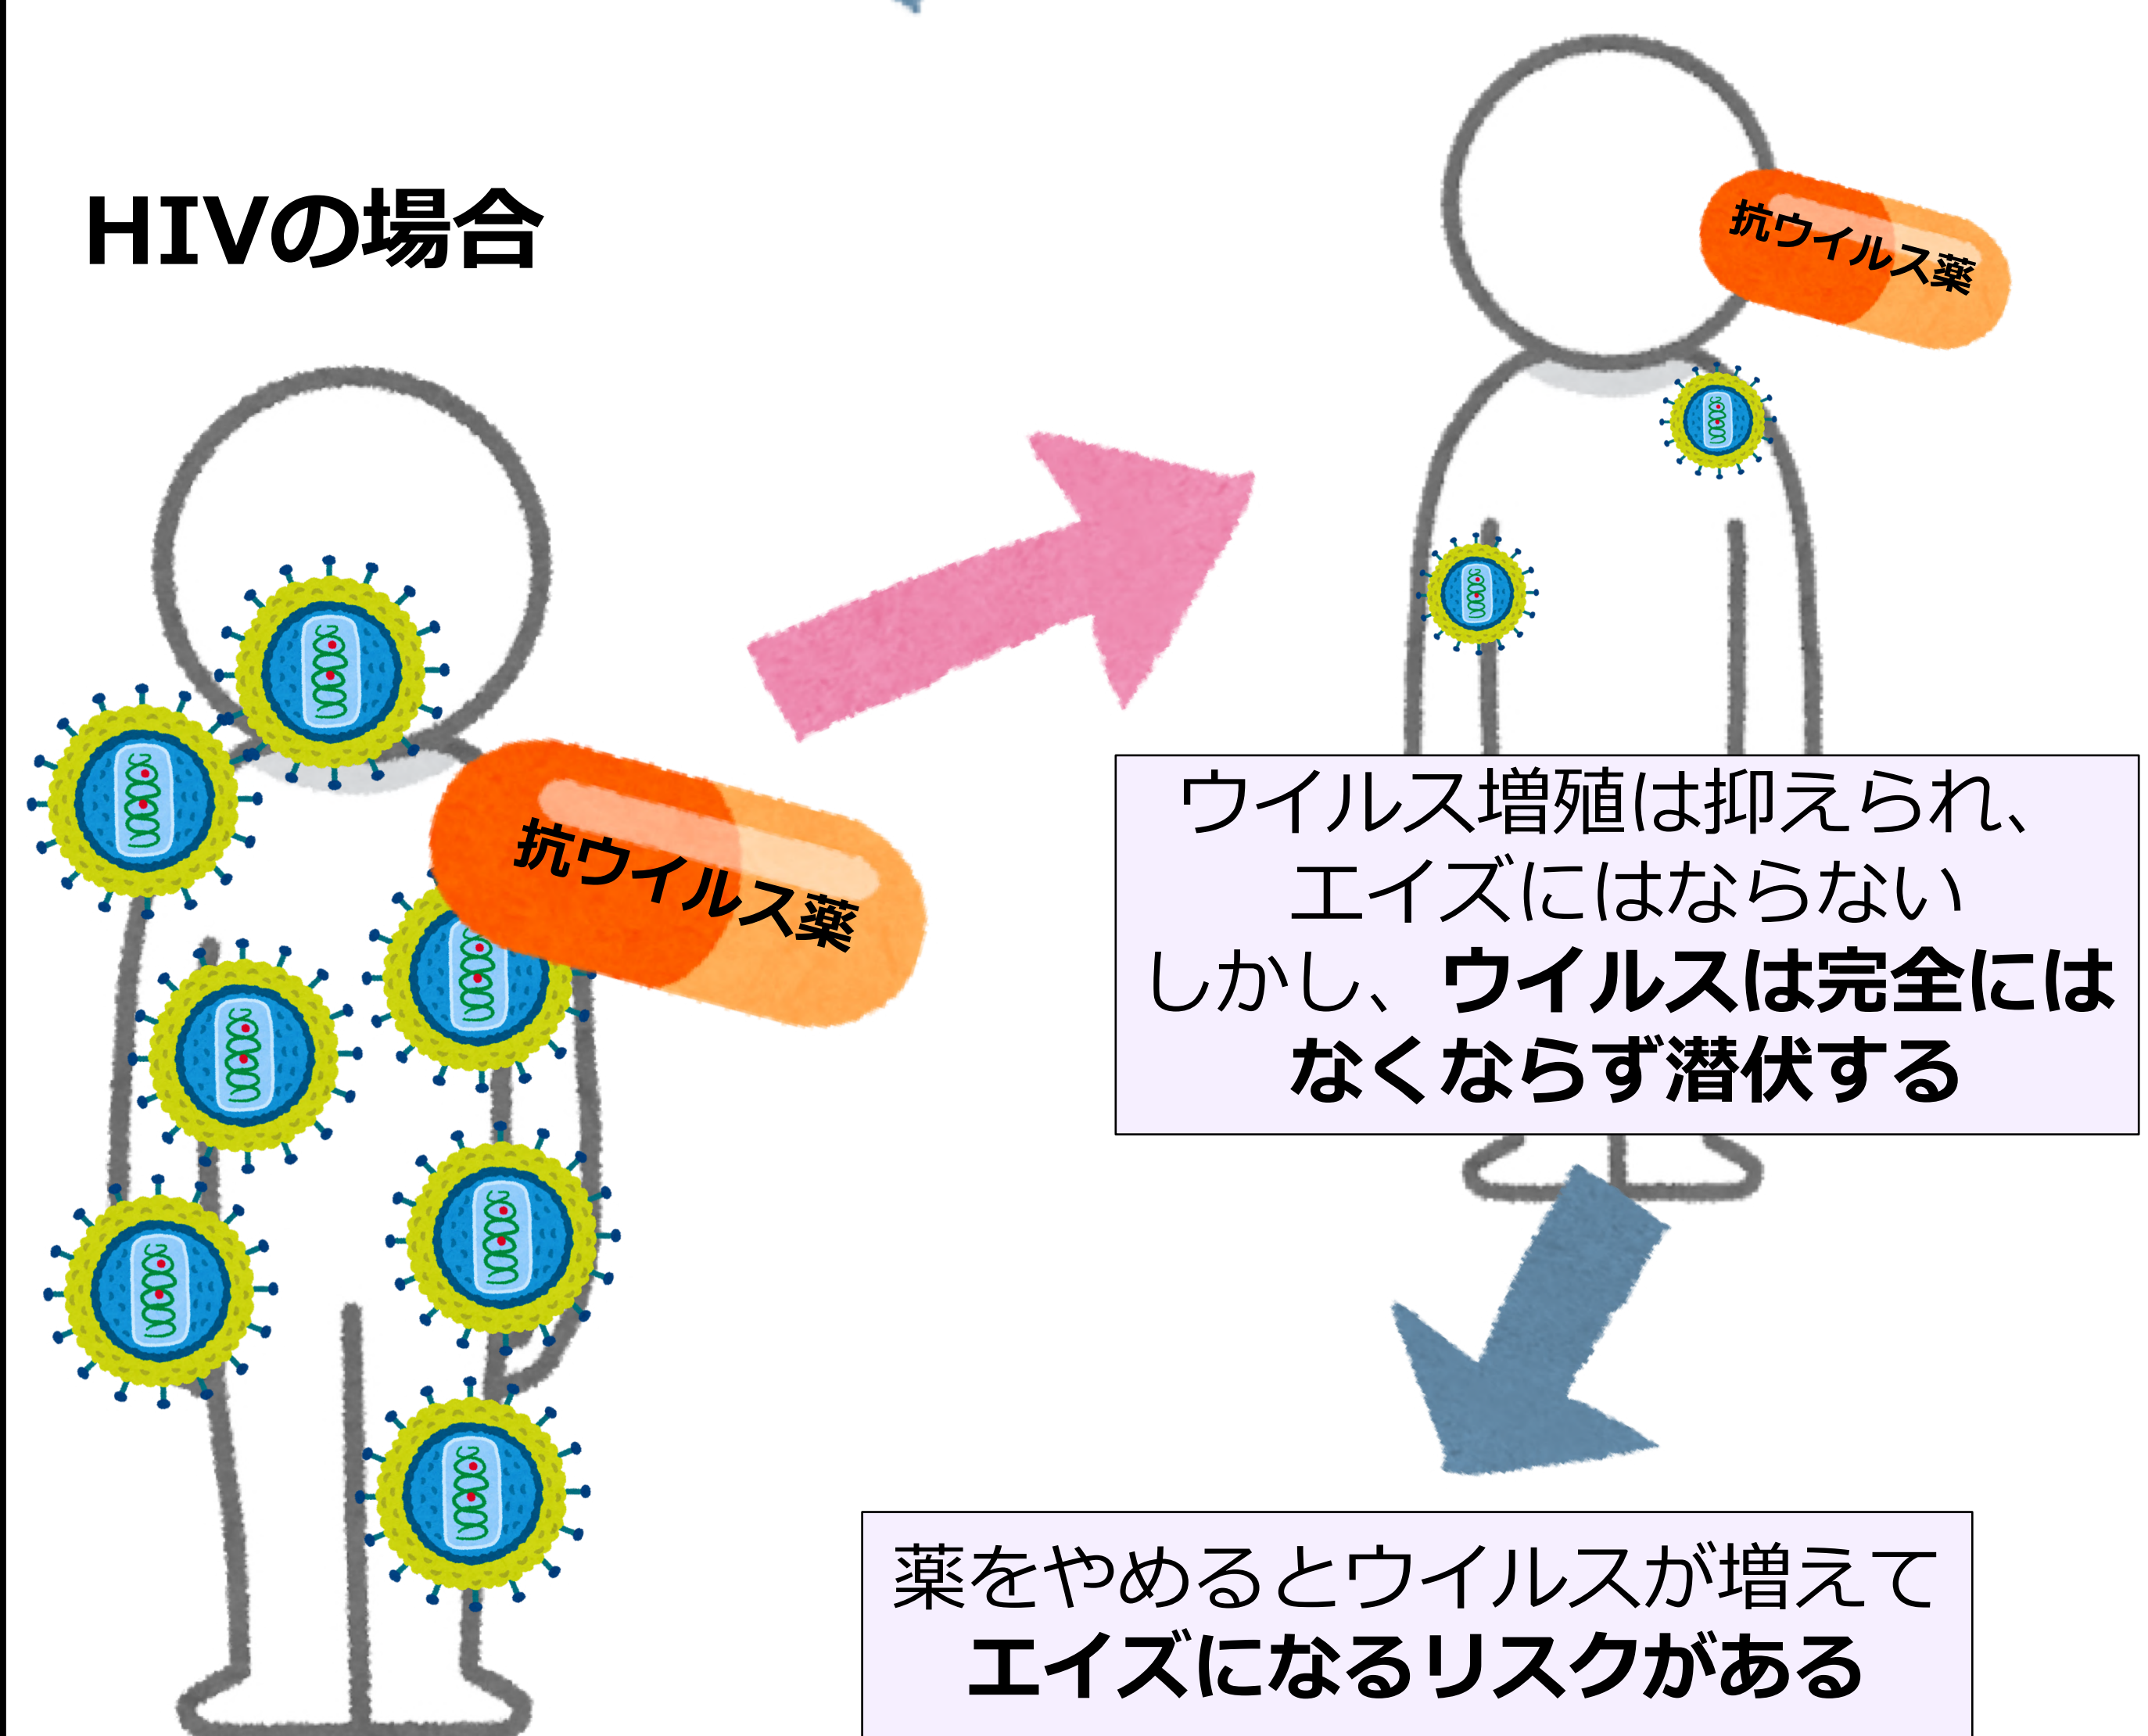 HIVの場合
抗ウイルス薬
抗ウイルス薬
ウイルス増殖は抑えられ、
エイズにはならない
しかし、ウイルスは完全には
なくならず潜伏する
薬をやめるとウイルスが増えて
エイズになるリスクがある